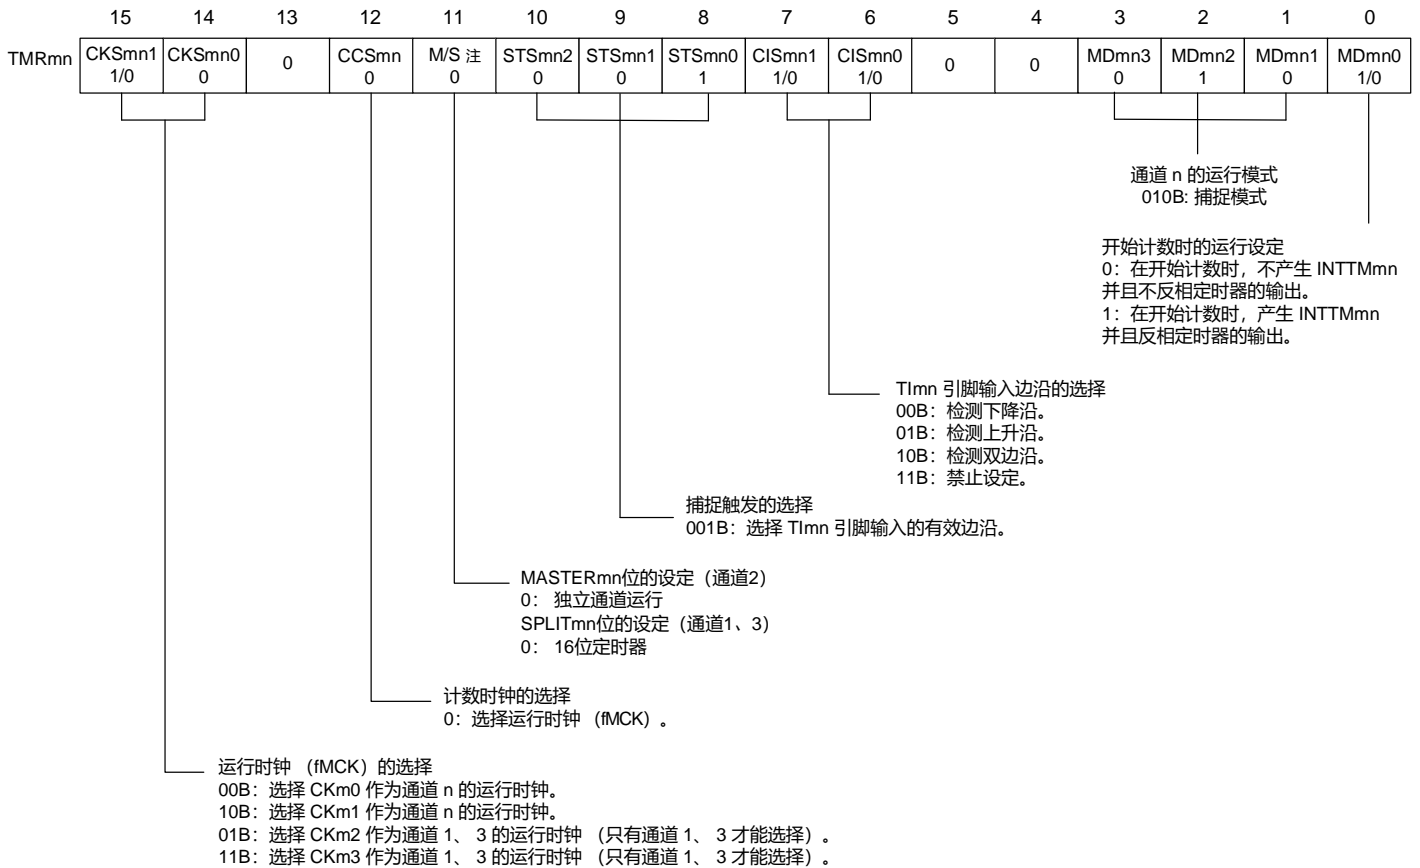 15 14 13 12 11 10 9 8 7 6 5 4 3 2 1 0
TMRmn CKSmn1 CKSmn0 0 CCSmn M/S 注 STSmn2 STSmn1 STSmn0 CISmn1 CISmn0 0 0 MDmn3 MDmn2 MDmn1 MDmn0
1/0 0 0 0 0 0 1 1/0 1/0 0 1 0 1/0
通道 n 的运行模式
010B: 捕捉模式
开始计数时的运行设定
0：在开始计数时，不产生 INTTMmn
并且不反相定时器的输出。
1：在开始计数时，产生 INTTMmn
并且反相定时器的输出。
TImn 引脚输入边沿的选择
00B：检测下降沿。
01B：检测上升沿。
10B：检测双边沿。
11B：禁止设定。
捕捉触发的选择
001B：选择 TImn 引脚输入的有效边沿。
MASTERmn位的设定（通道2）
0： 独立通道运行
SPLITmn位的设定（通道1、3）
0： 16位定时器
计数时钟的选择
0：选择运行时钟 （fMCK）。
运行时钟 （fMCK）的选择
00B：选择 CKm0 作为通道 n 的运行时钟。
10B：选择 CKm1 作为通道 n 的运行时钟。
01B：选择 CKm2 作为通道 1、 3 的运行时钟 （只有通道 1、 3 才能选择）。
11B：选择 CKm3 作为通道 1、 3 的运行时钟 （只有通道 1、 3 才能选择）。